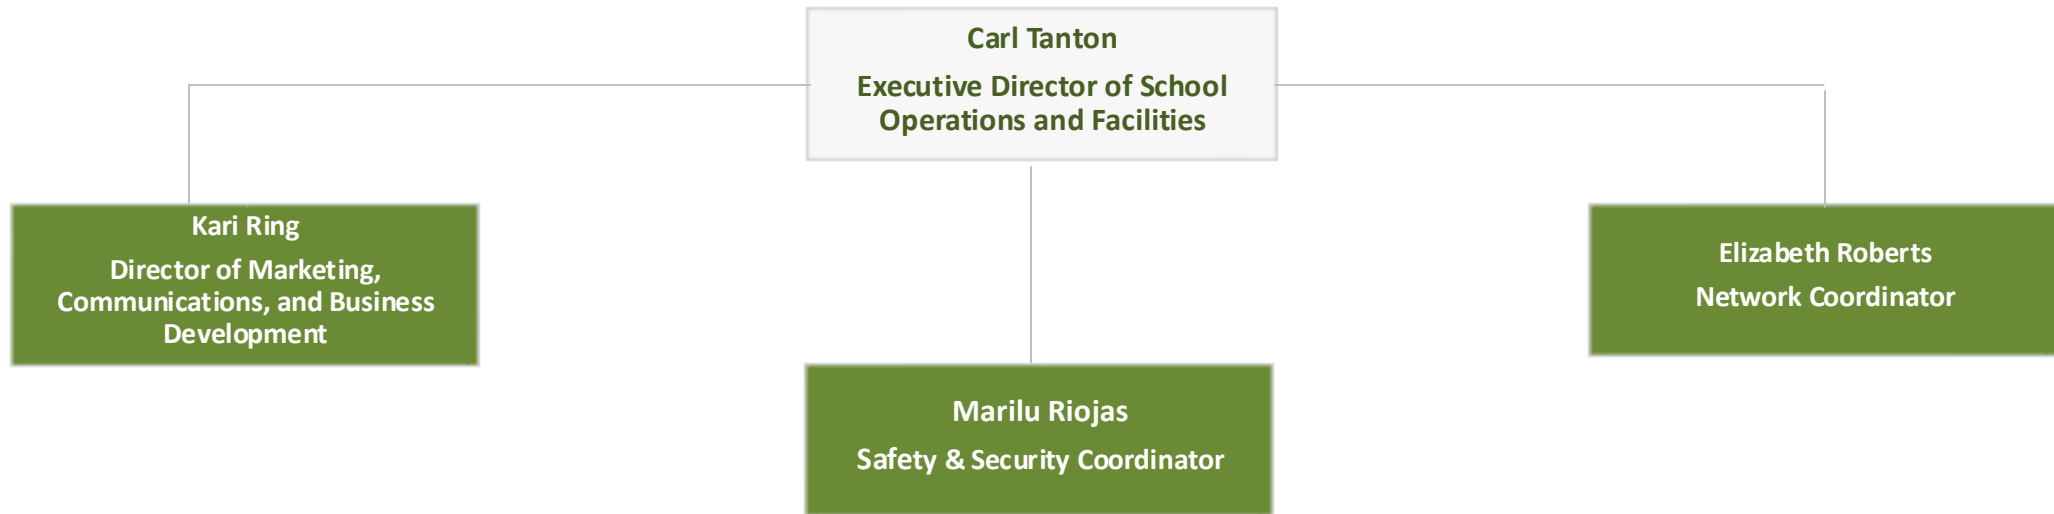 Carl Tanton
Executive Director of School
Operations and Facilities
Kari Ring
Director of Marketing,
Communications, and Business
Development
Elizabeth Roberts
Network Coordinator
Marilu Riojas
Safety & Security Coordinator